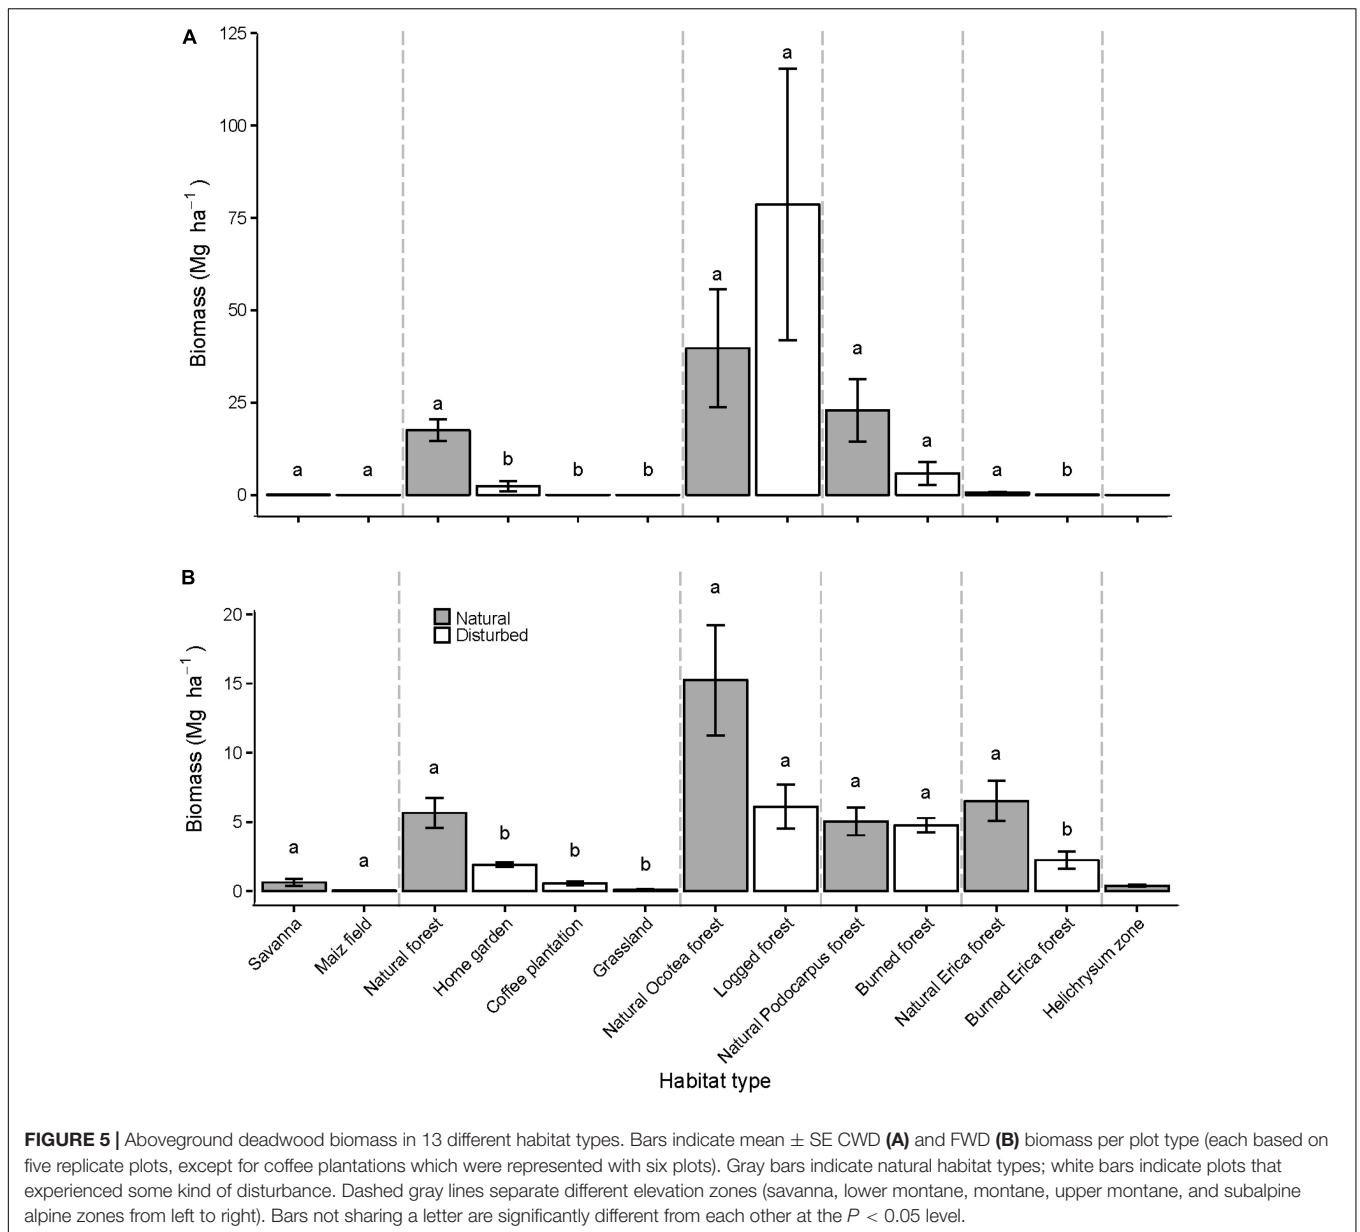 A
125
100
75
50
25
0
Biomass (Mg ha⁻¹)
a
a
a
b
b
b
a
a
a
a
a
b
B
20
15
10
5
0
Biomass (Mg ha⁻¹)
Natural
Disturbed
a
a
a
b
b
b
a
a
a
a
a
b
Savanna
Maiz field
Natural forest
Home garden
Coffee plantation
Grassland
Natural Ocotea forest
Logged forest
Natural Podocarpus forest
Burned forest
Natural Erica forest
Burned Erica forest
Helichrysum zone
Habitat type
FIGURE 5 | Aboveground deadwood biomass in 13 different habitat types. Bars indicate mean ± SE CWD (A) and FWD (B) biomass per plot type (each based on
five replicate plots, except for coffee plantations which were represented with six plots). Gray bars indicate natural habitat types; white bars indicate plots that
experienced some kind of disturbance. Dashed gray lines separate different elevation zones (savanna, lower montane, montane, upper montane, and subalpine
alpine zones from left to right). Bars not sharing a letter are significantly different from each other at the P < 0.05 level.